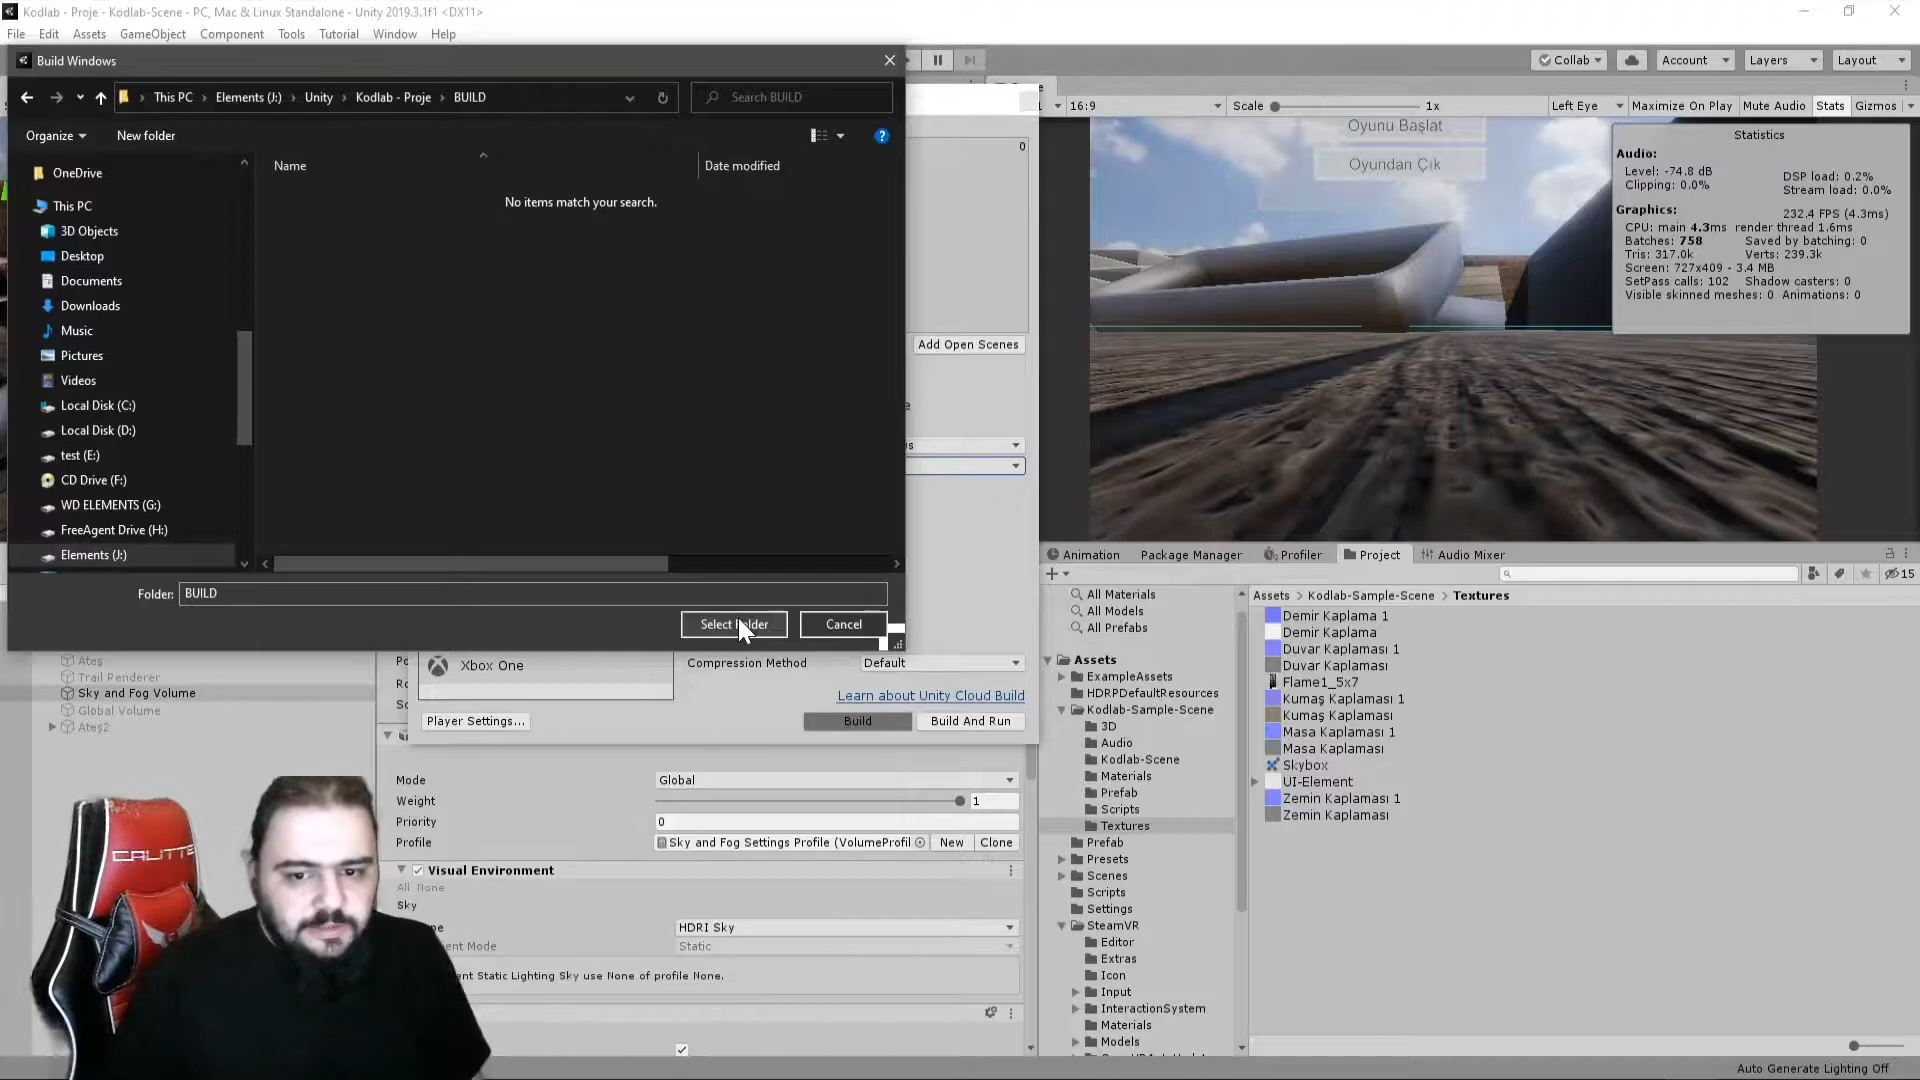 Kodlab - Proje - Kodlab-Scene - PC, Mac & Linux Standalone - Unity 2019.3.1f1 <DX11>
File Edit Assets GameObject Component Tools Tutorial Window Help
Build Windows
Collab Account Layers Layout
This PC > Elements (J:) > Unity > Kodlab - Proje > BUILD
Search BUILD
16:9 Scale 1x Left Eye Maximize On Play Mute Audio Stats Gizmos
Organize New folder
Name Date modified
No items match your search.
OneDrive
This PC
3D Objects
Desktop
Documents
Downloads
Music
Pictures
Videos
Local Disk (C:)
Local Disk (D:)
test (E:)
CD Drive (F:)
WD ELEMENTS (G:)
FreeAgent Drive (H:)
Elements (J:)
Folder: BUILD
Select Folder Cancel
0
Add Open Scenes
Xbox One
Compression Method Default
Learn about Unity Cloud Build
Player Settings... Build Build And Run
Ateş
Trail Renderer
Sky and Fog Volume
Global Volume
Ateş2
Mode Global
Weight 1
Priority 0
Profile Sky and Fog Settings Profile (VolumeProfil New Clone
Visual Environment
All None
Sky
HDRI Sky
Static
Static Lighting Sky use None of profile None.
Oyunu Başlat
Oyundan Çık
Statistics
Audio:
Level: -74.8 dB DSP load: 0.2%
Clipping: 0.0% Stream load: 0.0%
Graphics: 232.4 FPS (4.3ms)
CPU: main 4.3ms render thread 1.6ms
Batches: 758 Saved by batching: 0
Tris: 317.0k Verts: 239.3k
Screen: 727x409 - 3.4 MB
SetPass calls: 102 Shadow casters: 0
Visible skinned meshes: 0 Animations: 0
Animation Package Manager Profiler Project Audio Mixer
15
All Materials
All Models
All Prefabs
Assets
ExampleAssets
HDRPDefaultResources
Kodlab-Sample-Scene
3D
Audio
Kodlab-Scene
Materials
Prefab
Scripts
Textures
Prefab
Presets
Scenes
Scripts
Settings
SteamVR
Editor
Extras
Icon
Input
InteractionSystem
Materials
Models
Assets > Kodlab-Sample-Scene > Textures
Demir Kaplama 1
Demir Kaplama
Duvar Kaplaması 1
Duvar Kaplaması
Flame1_5x7
Kumaş Kaplaması 1
Kumaş Kaplaması
Masa Kaplaması 1
Masa Kaplaması
Skybox
UI-Element
Zemin Kaplaması 1
Zemin Kaplaması
Auto Generate Lighting Off